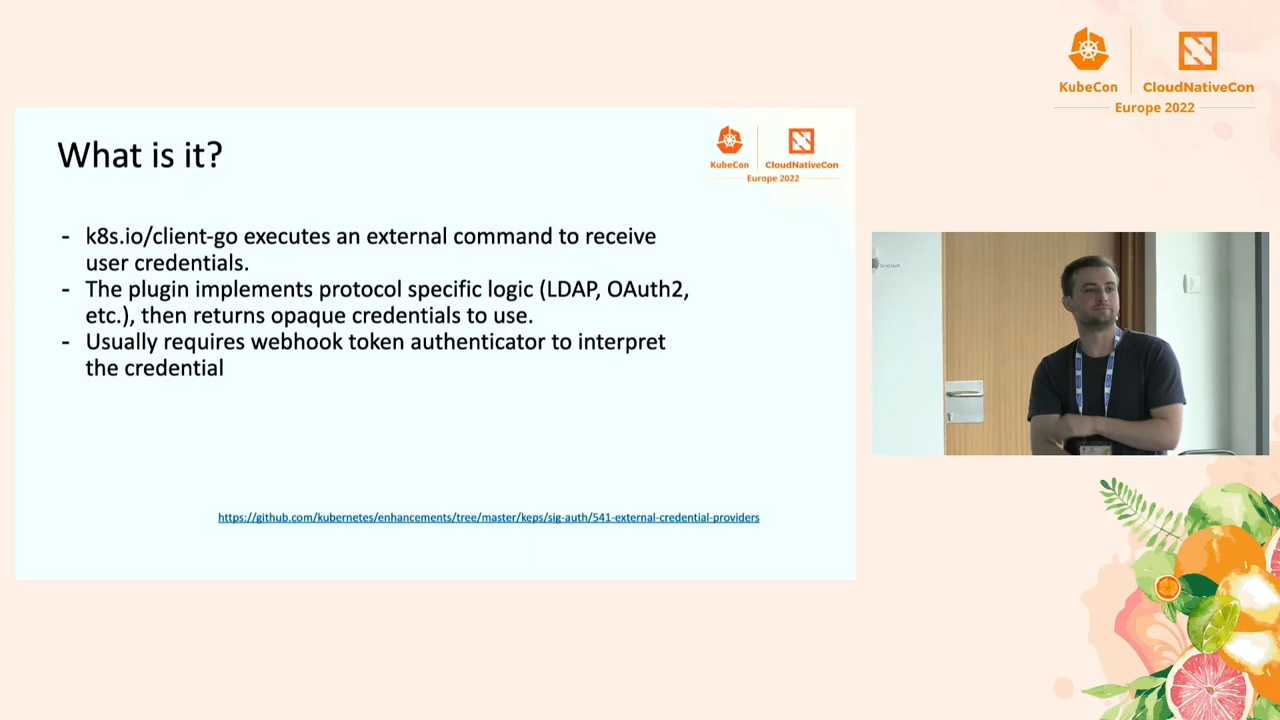 KubeCon
CloudNativeCon
Europe 2022
What is it?
KubeCon
CloudNativeCon
Europe 2022
- k8s.io/client-go executes an external command to receive
user credentials.
- The plugin implements protocol specific logic (LDAP, OAuth2,
etc.), then returns opaque credentials to use.
- Usually requires webhook token authenticator to interpret
the credential
https://github.com/kubernetes/enhancements/tree/master/keps/sig-auth/541-external-credential-providers